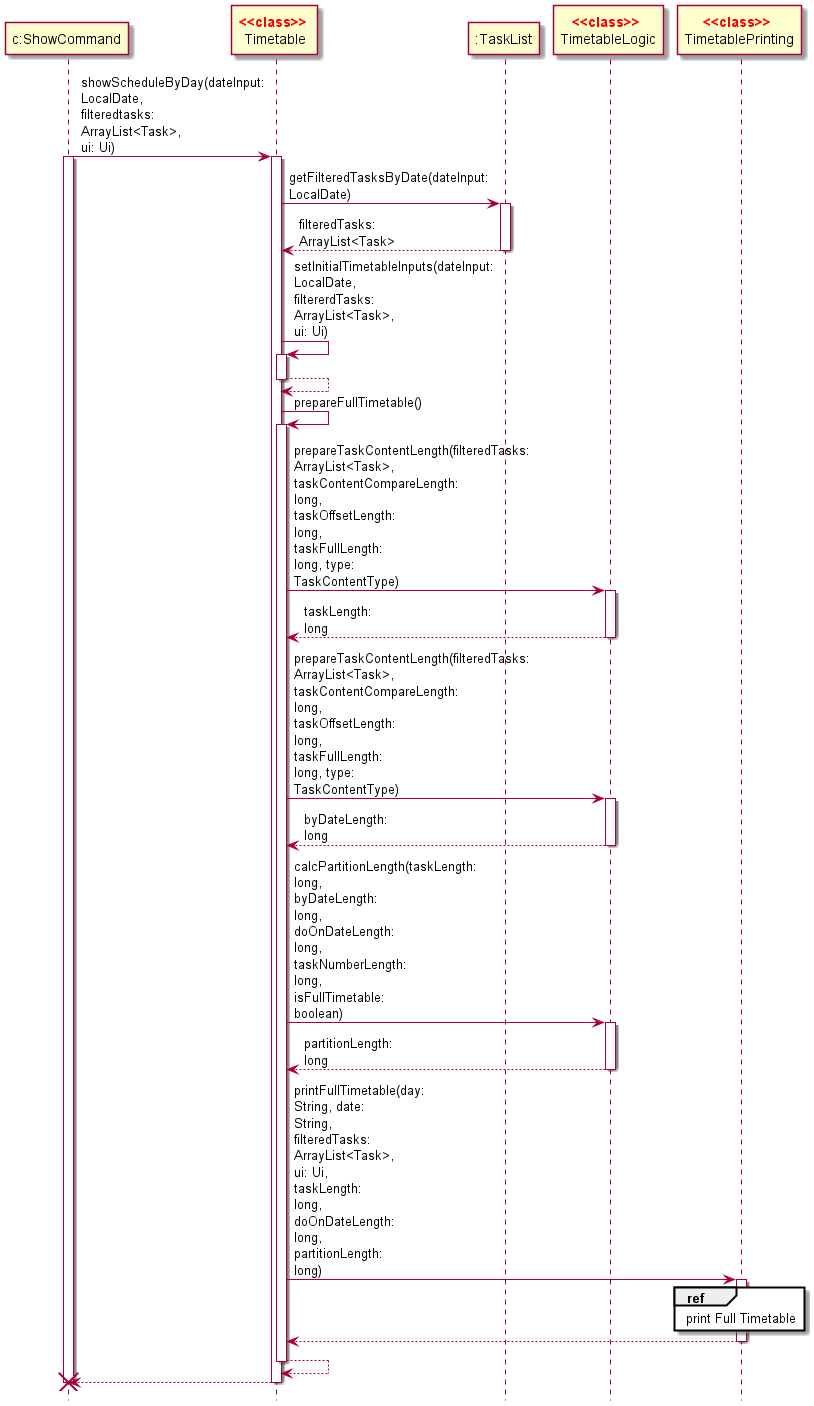 c:ShowCommand
<<class>>
Timetable
:TaskList
<<class>>
TimetableLogic
<<class>>
TimetablePrinting
showScheduleByDay(dateInput:
LocalDate,
filteredtasks:
ArrayList<Task>,
ui: Ui)
getFilteredTasksByDate(dateInput:
LocalDate)
filteredTasks:
ArrayList<Task>
setInitialTimetableInputs(dateInput:
LocalDate,
filtererdTasks:
ArrayList<Task>,
ui: Ui)
prepareFullTimetable()
prepareTaskContentLength(filteredTasks:
ArrayList<Task>,
taskContentCompareLength:
long,
taskOffsetLength:
long,
taskFullLength:
long, type:
TaskContentType)
taskLength:
long
prepareTaskContentLength(filteredTasks:
ArrayList<Task>,
taskContentCompareLength:
long,
taskOffsetLength:
long,
taskFullLength:
long, type:
TaskContentType)
byDateLength:
long
calcPartitionLength(taskLength:
long,
byDateLength:
long,
doOnDateLength:
long,
taskNumberLength:
long,
isFullTimetable:
boolean)
partitionLength:
long
printFullTimetable(day:
String, date:
String,
filteredTasks:
ArrayList<Task>,
ui: Ui,
taskLength:
long,
doOnDateLength:
long,
partitionLength:
long)
ref
print Full Timetable